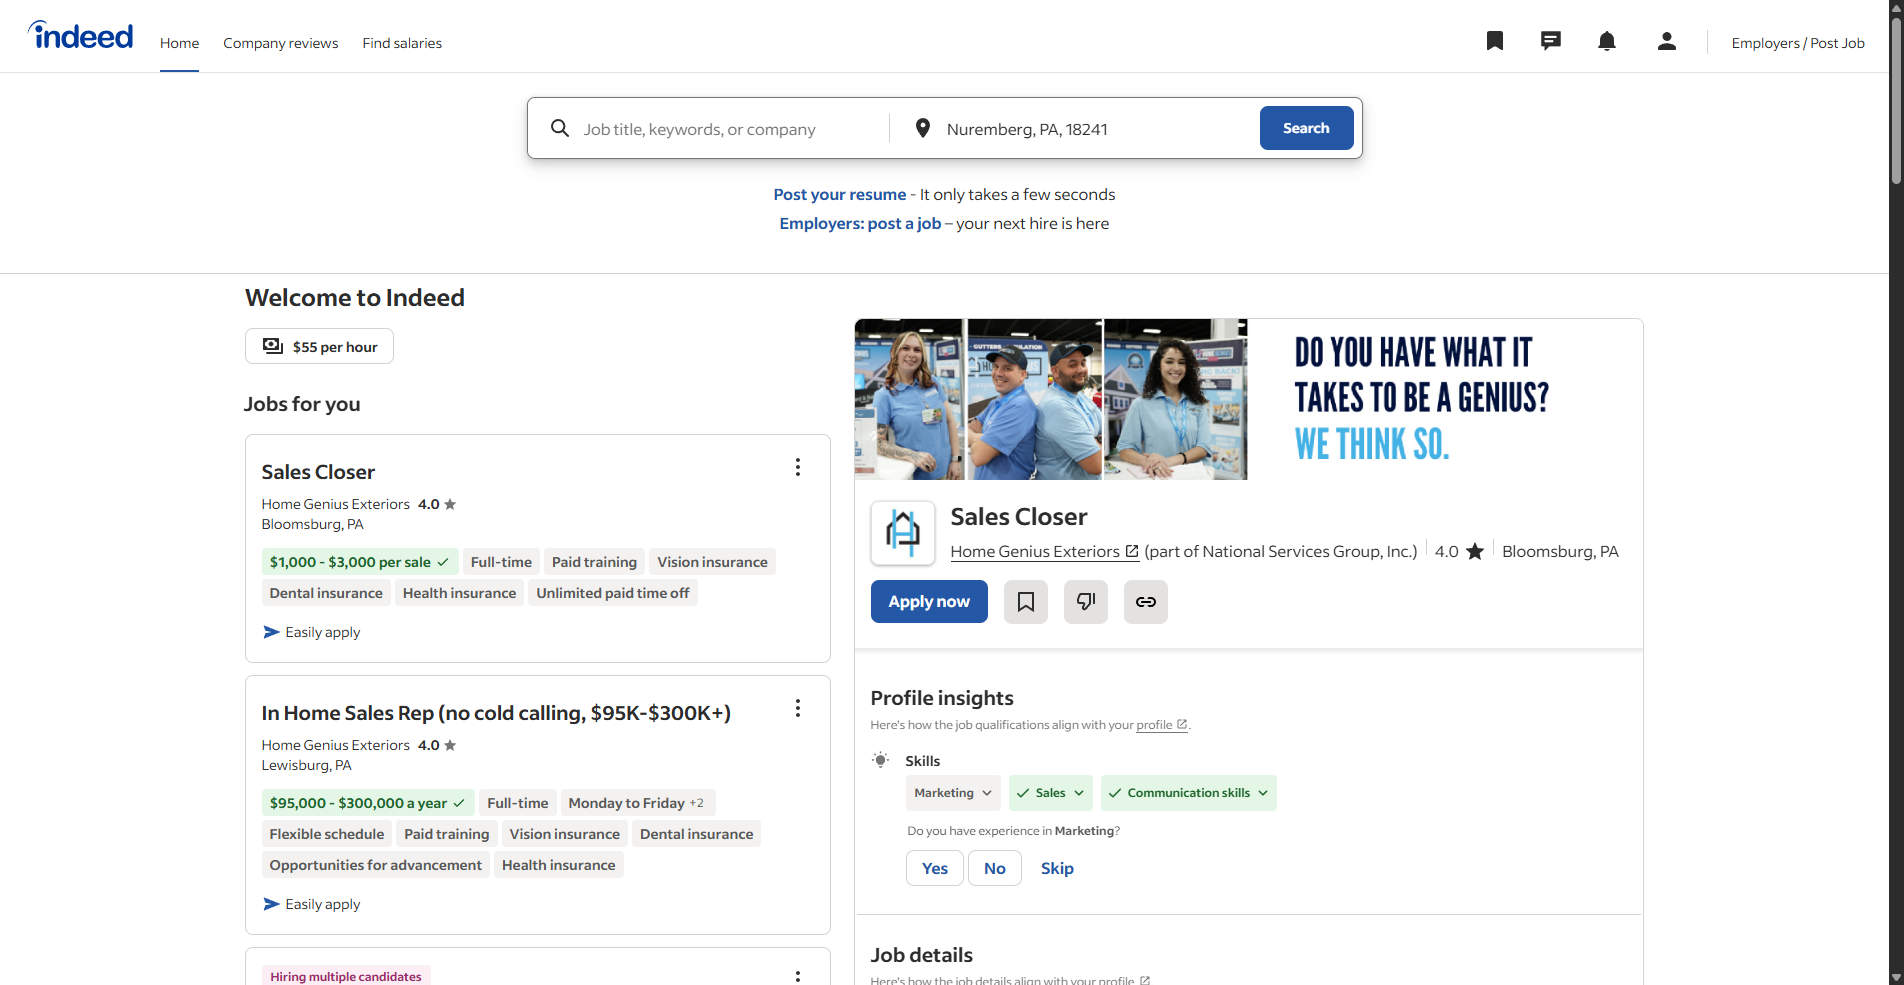 indeed
Home
Company reviews
Find salaries
Employers / Post Job
Job title, keywords, or company
Nuremberg, PA, 18241
Search
Post your resume - It only takes a few seconds
Employers: post a job – your next hire is here
Welcome to Indeed
$55 per hour
Jobs for you
Sales Closer
Home Genius Exteriors 4.0
Bloomsburg, PA
$1,000 - $3,000 per sale
Full-time
Paid training
Vision insurance
Dental insurance
Health insurance
Unlimited paid time off
Easily apply
In Home Sales Rep (no cold calling, $95K-$300K+)
Home Genius Exteriors 4.0
Lewisburg, PA
$95,000 - $300,000 a year
Full-time
Monday to Friday +2
Flexible schedule
Paid training
Vision insurance
Dental insurance
Opportunities for advancement
Health insurance
Easily apply
Hiring multiple candidates
DO YOU HAVE WHAT IT
TAKES TO BE A GENIUS?
WE THINK SO.
Sales Closer
Home Genius Exteriors (part of National Services Group, Inc.) 4.0 Bloomsburg, PA
Apply now
Profile insights
Here's how the job qualifications align with your profile.
Skills
Marketing
Sales
Communication skills
Do you have experience in Marketing?
Yes
No
Skip
Job details
Here's how the job details align with your profile